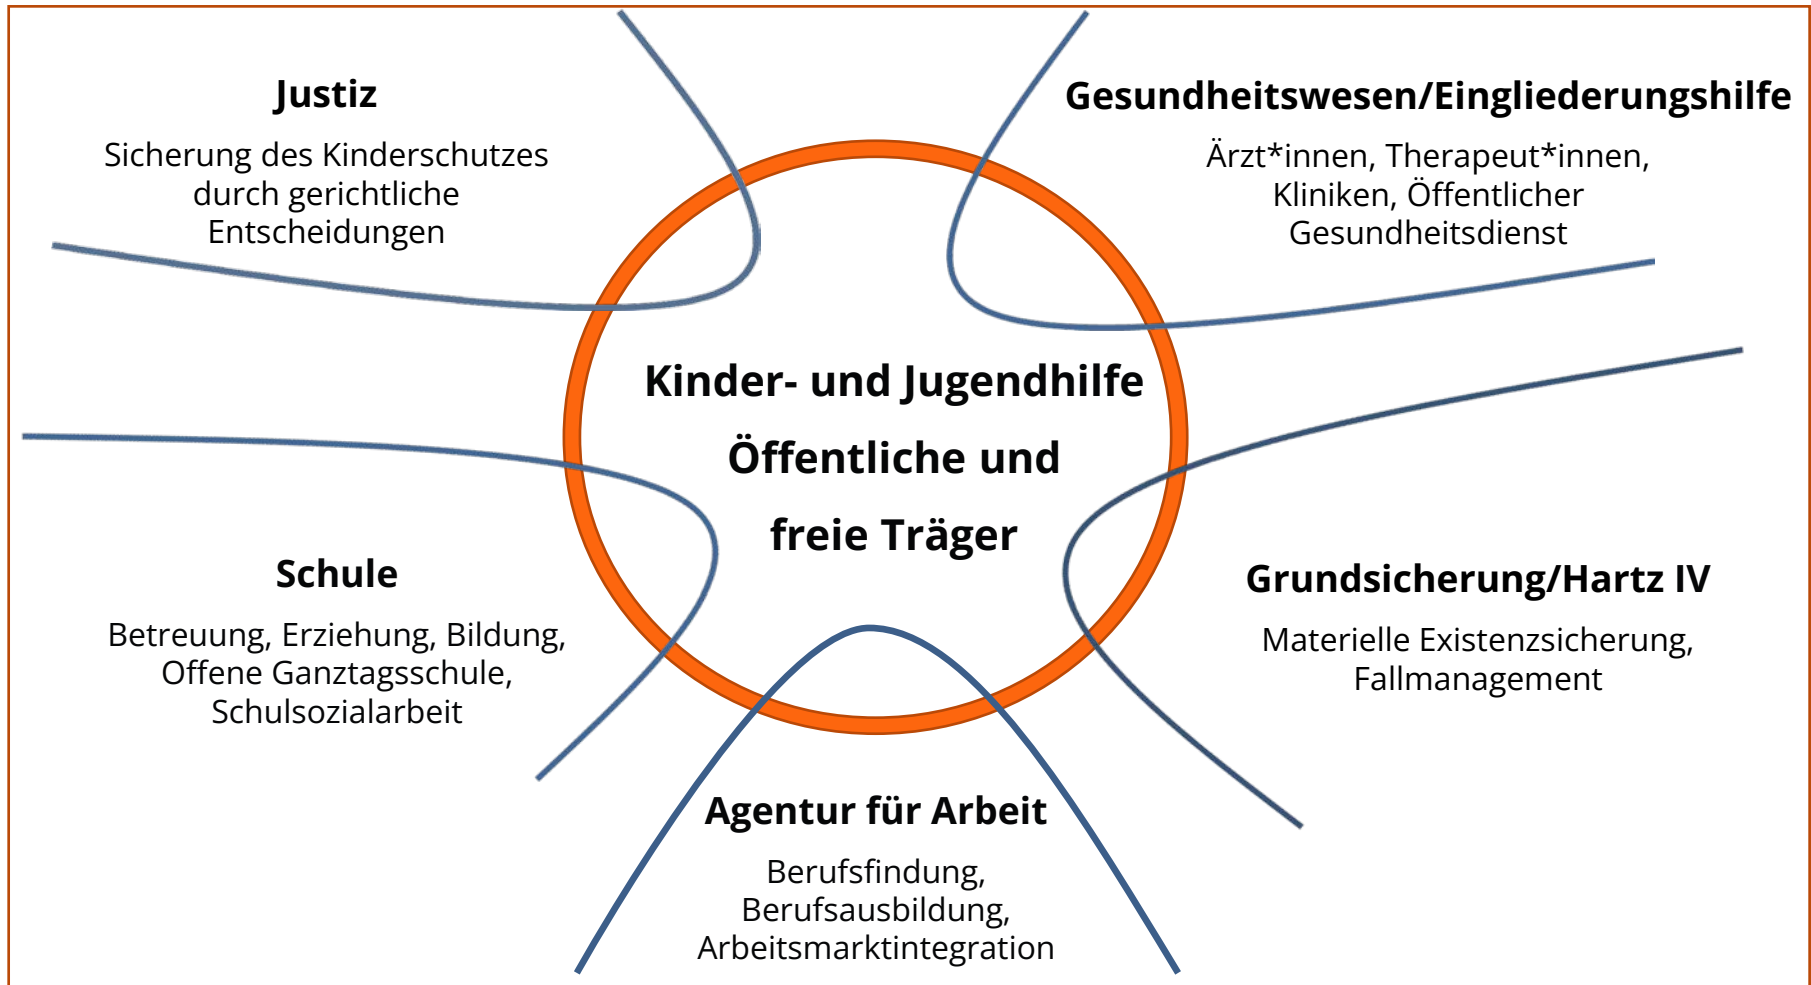 Justiz
Sicherung des Kinderschutzes
durch gerichtliche
Entscheidungen
Gesundheitswesen/Eingliederungshilfe
Ärzt*innen, Therapeut*innen,
Kliniken, Öffentlicher
Gesundheitsdienst
Kinder- und Jugendhilfe
Öffentliche und
freie Träger
Schule
Betreuung, Erziehung, Bildung,
Offene Ganztagsschule,
Schulsozialarbeit
Grundsicherung/Hartz IV
Materielle Existenzsicherung,
Fallmanagement
Agentur für Arbeit
Berufsfindung,
Berufsausbildung,
Arbeitsmarktintegration